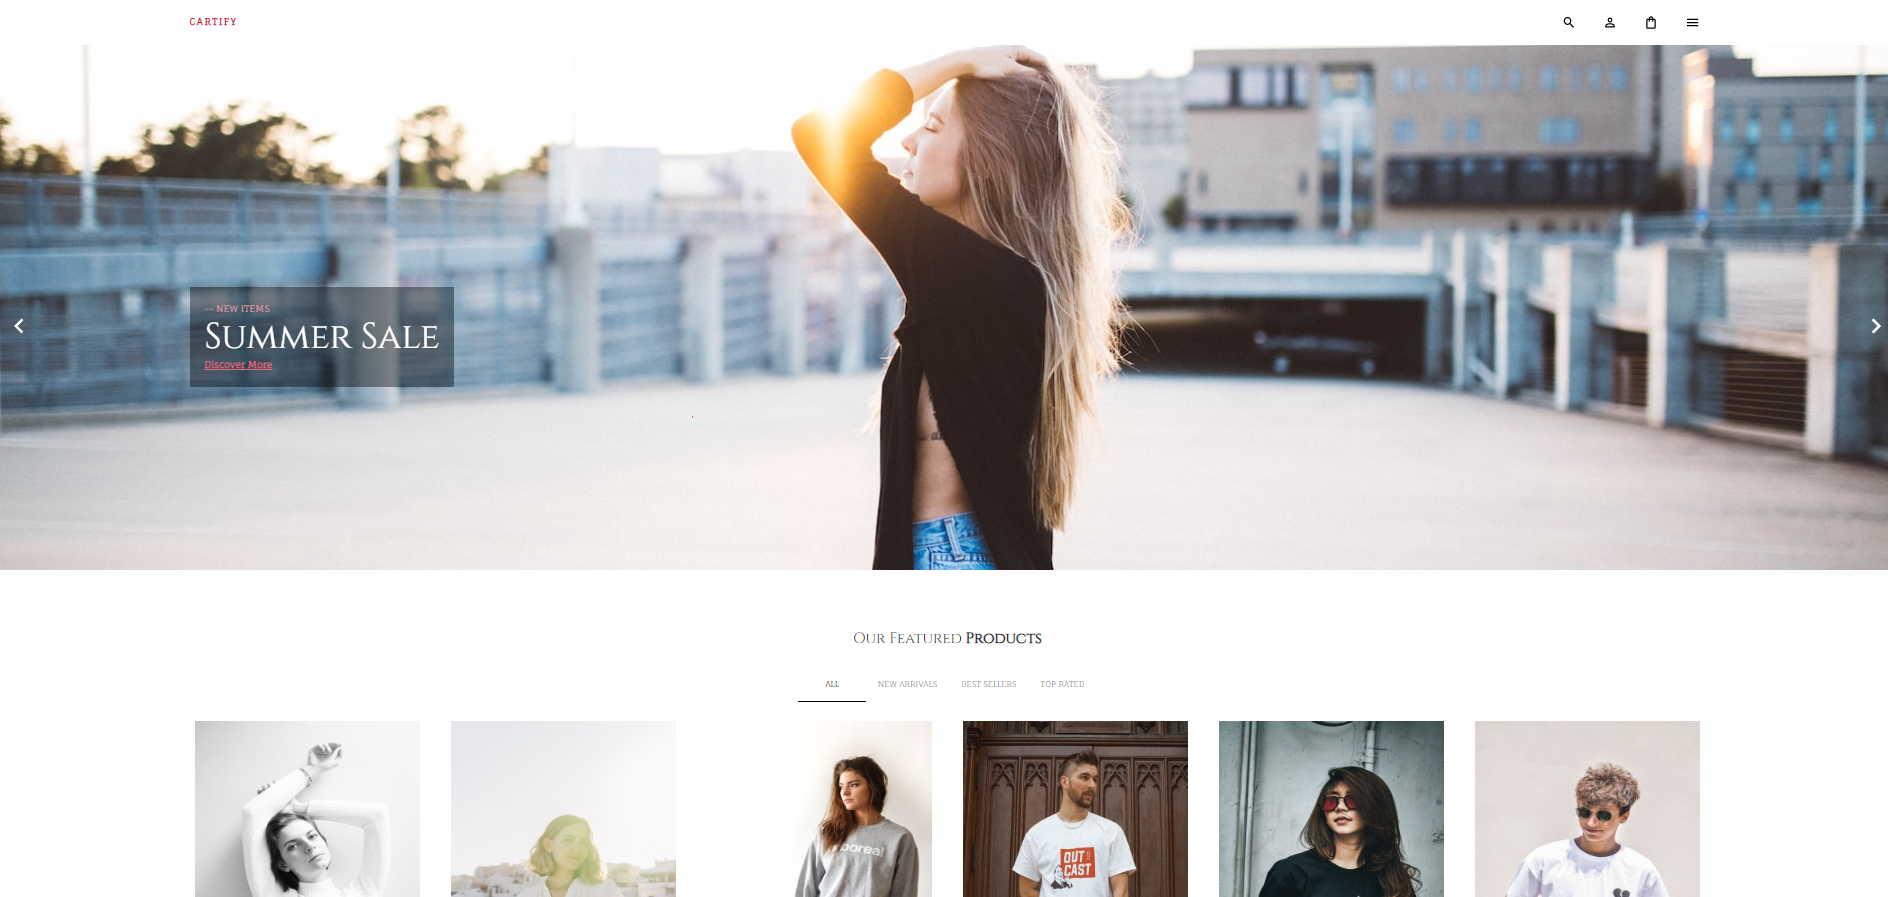 CARTIFY
-- NEW ITEMS
Summer Sale
Discover More
Our Featured Products
ALL
NEW ARRIVALS
BEST SELLERS
TOP RATED
OUT
CAST